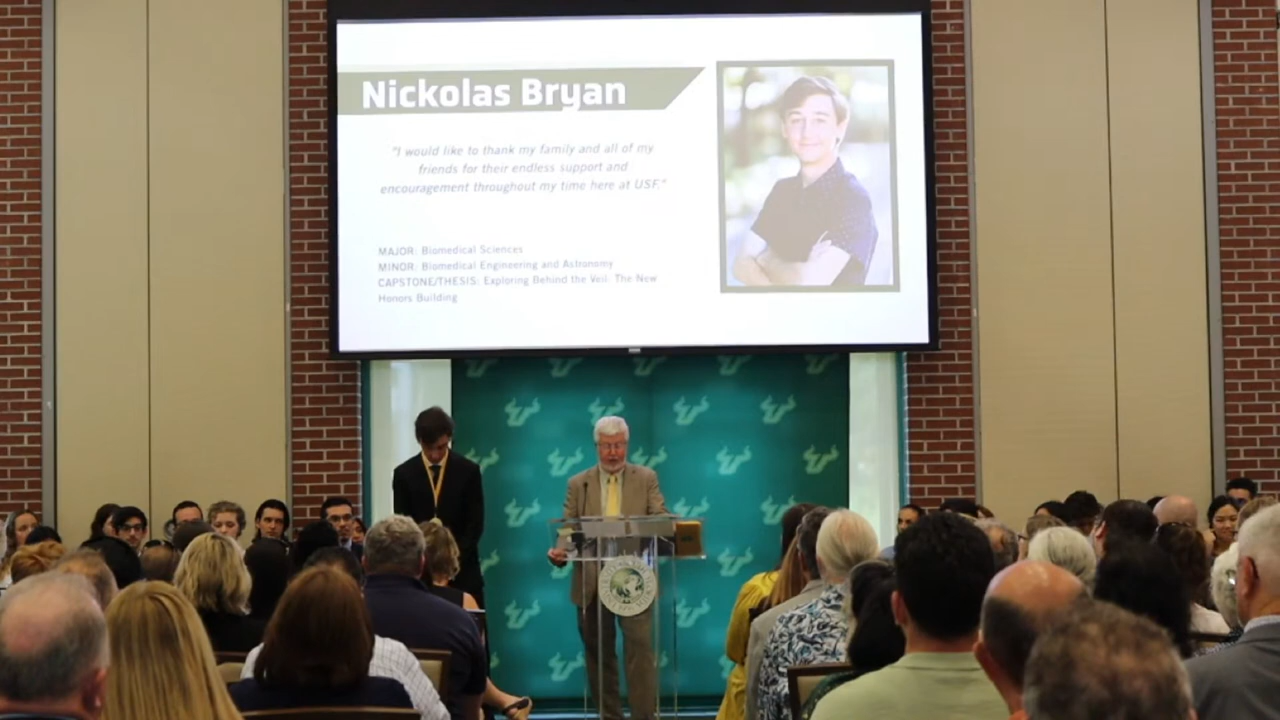 Nickolas Bryan
"I would like to thank my family and all of my
friends for their endless support and
encouragement throughout my time here at USF."
MAJOR: Biomedical Sciences
MINOR: Biomedical Engineering and Astronomy
CAPSTONE/THESIS: Exploring Behind the Veil: The New
Honors Building